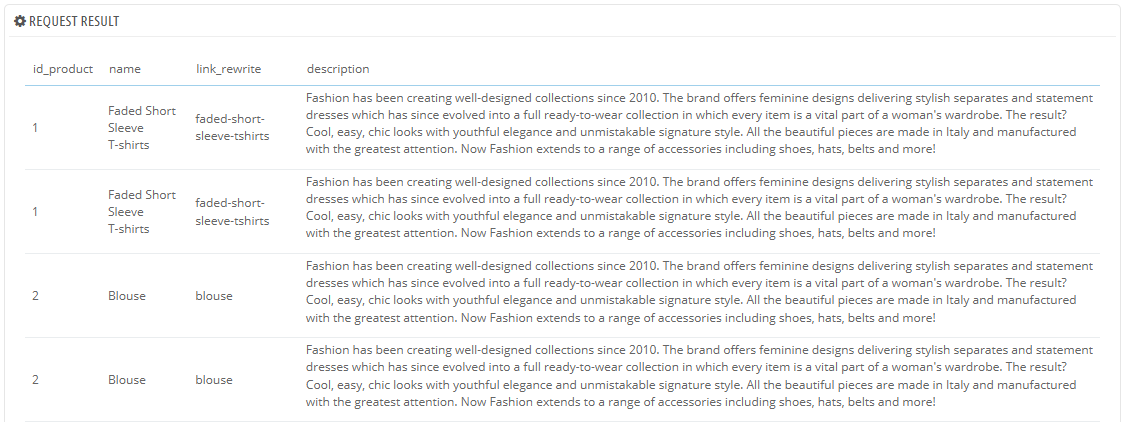 REQUEST RESULT
id_product name link_rewrite description
1
Faded Short
Sleeve
T-shirts
faded-short-
sleeve-tshirts
Fashion has been creating well-designed collections since 2010. The brand offers feminine designs delivering stylish separates and statement
dresses which has since evolved into a full ready-to-wear collection in which every item is a vital part of a woman's wardrobe. The result?
Cool, easy, chic looks with youthful elegance and unmistakable signature style. All the beautiful pieces are made in Italy and manufactured
with the greatest attention. Now Fashion extends to a range of accessories including shoes, hats, belts and more!
1
Faded Short
Sleeve
T-shirts
faded-short-
sleeve-tshirts
Fashion has been creating well-designed collections since 2010. The brand offers feminine designs delivering stylish separates and statement
dresses which has since evolved into a full ready-to-wear collection in which every item is a vital part of a woman's wardrobe. The result?
Cool, easy, chic looks with youthful elegance and unmistakable signature style. All the beautiful pieces are made in Italy and manufactured
with the greatest attention. Now Fashion extends to a range of accessories including shoes, hats, belts and more!
2
Blouse
blouse
Fashion has been creating well-designed collections since 2010. The brand offers feminine designs delivering stylish separates and statement
dresses which has since evolved into a full ready-to-wear collection in which every item is a vital part of a woman's wardrobe. The result?
Cool, easy, chic looks with youthful elegance and unmistakable signature style. All the beautiful pieces are made in Italy and manufactured
with the greatest attention. Now Fashion extends to a range of accessories including shoes, hats, belts and more!
2
Blouse
blouse
Fashion has been creating well-designed collections since 2010. The brand offers feminine designs delivering stylish separates and statement
dresses which has since evolved into a full ready-to-wear collection in which every item is a vital part of a woman's wardrobe. The result?
Cool, easy, chic looks with youthful elegance and unmistakable signature style. All the beautiful pieces are made in Italy and manufactured
with the greatest attention. Now Fashion extends to a range of accessories including shoes, hats, belts and more!